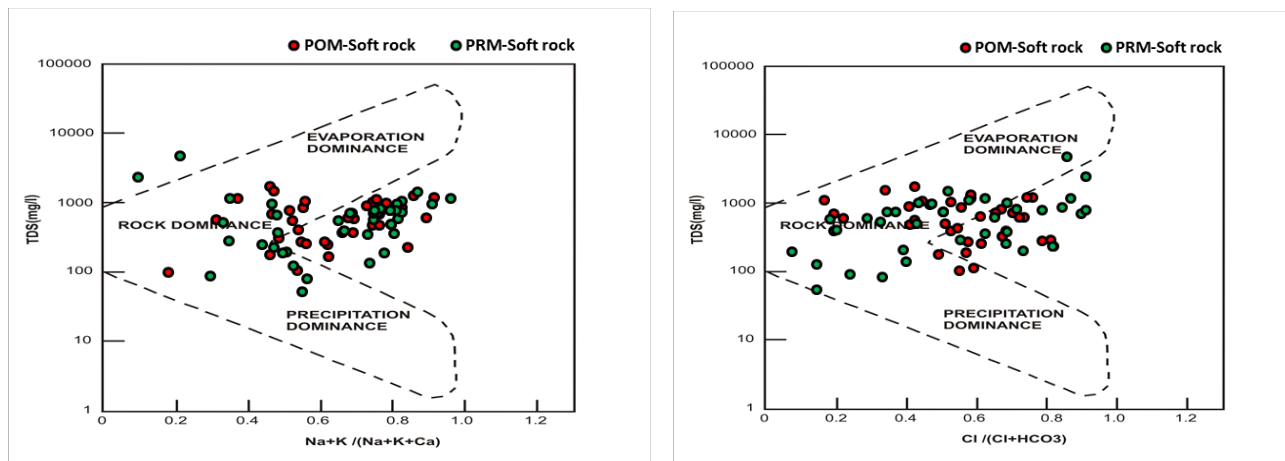 POM-Soft rock PRM-Soft rock
100000
10000
1000
100
10
1
TDS(mg/l)
EVAPORATION
DOMINANCE
ROCK DOMINANCE
PRECIPITATION
DOMINANCE
0 0.2 0.4 0.6 0.8 1.0 1.2
Na+K /(Na+K+Ca)
POM-Soft rock PRM-Soft rock
100000
10000
1000
100
10
1
TDS(mg/l)
EVAPORATION
DOMINANCE
ROCK DOMINANCE
PRECIPITATION
DOMINANCE
0 0.2 0.4 0.6 0.8 1.0 1.2
Cl /(Cl+HCO3)